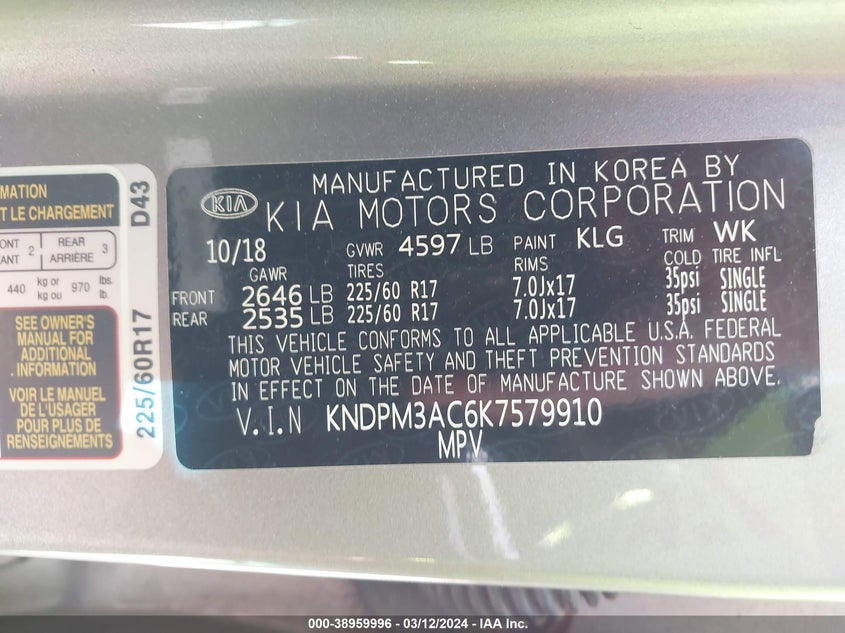 MATION
T LE CHARGEMENT
ONT 2 REAR 3
ANT ARRIÈRE
440 kg or kg ou 970 lbs. lb.
SEE OWNER'S
MANUAL FOR
ADDITIONAL
INFORMATION
VOIR LE MANUEL
DE L'USAGER
POUR PLUS DE
RENSEIGNEMENTS
225/60R17 D43
MANUFACTURED IN KOREA BY
KIA KIA MOTORS CORPORATION
10/18 GVWR 4597 LB PAINT KLG TRIM WK
GAWR TIRES RIMS COLD TIRE INFL
FRONT 2646 LB 225/60 R17 7.0Jx17 35psi SINGLE
REAR 2535 LB 225/60 R17 7.0Jx17 35psi SINGLE
THIS VEHICLE CONFORMS TO ALL APPLICABLE U.S.A. FEDERAL
MOTOR VEHICLE SAFETY AND THEFT PREVENTION STANDARDS
IN EFFECT ON THE DATE OF MANUFACTURE SHOWN ABOVE.
V.I.N KNDPM3AC6K7579910
MPV
000-38959996 - 03/12/2024 - IAA Inc.